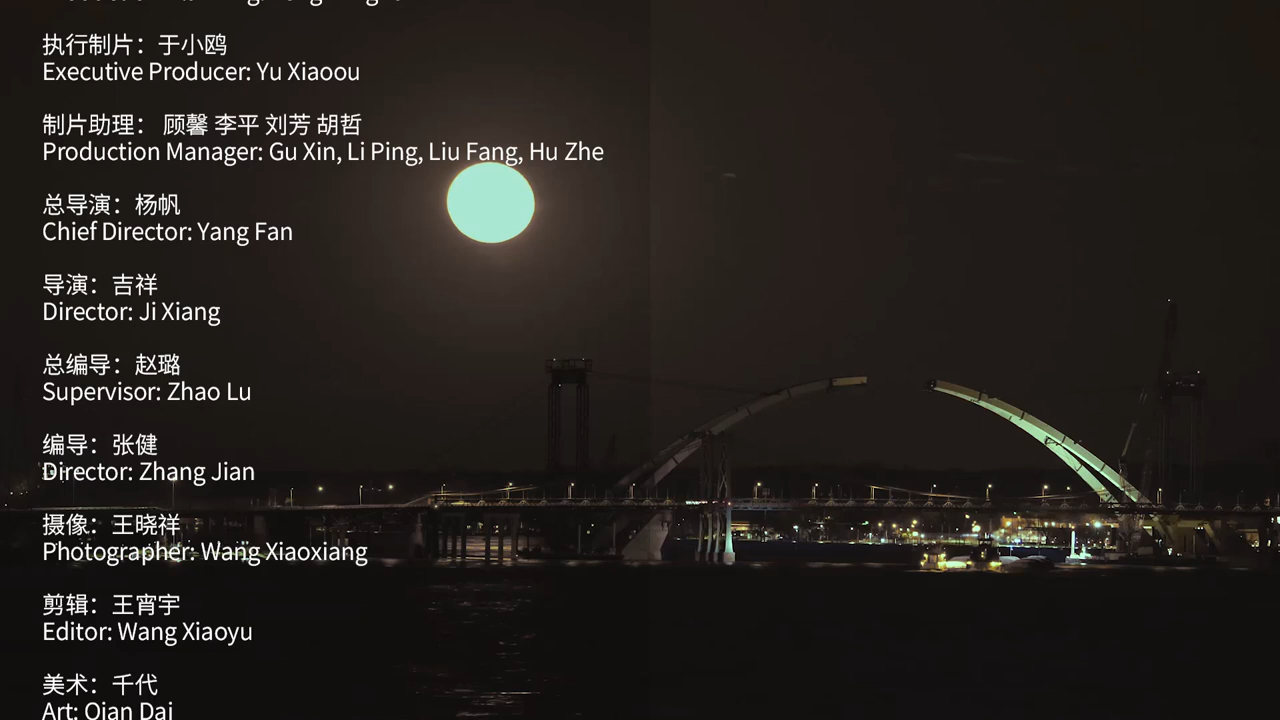 执行制片：于小鸥
Executive Producer: Yu Xiaoou
制片助理： 顾馨 李平 刘芳 胡哲
Production Manager: Gu Xin, Li Ping, Liu Fang, Hu Zhe
总导演：杨帆
Chief Director: Yang Fan
导演：吉祥
Director: Ji Xiang
总编导：赵璐
Supervisor: Zhao Lu
编导：张健
Director: Zhang Jian
摄像：王晓祥
Photographer: Wang Xiaoxiang
剪辑：王宵宇
Editor: Wang Xiaoyu
美术：千代
Art: Qian Dai